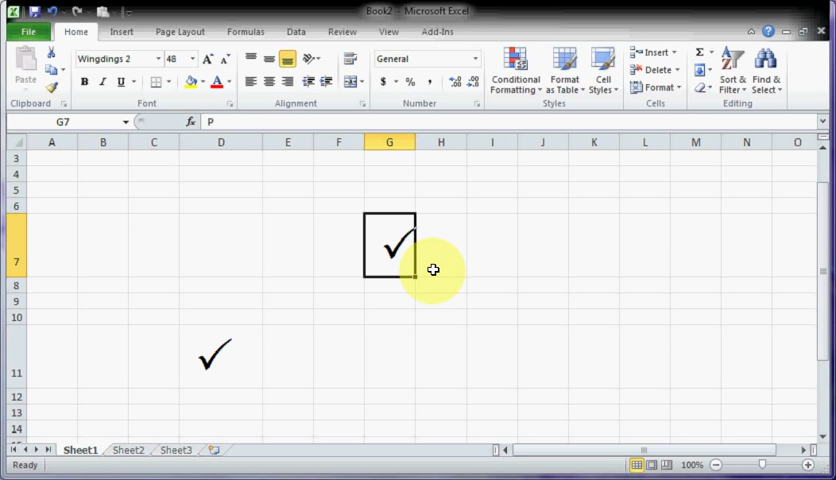 Book2 - Microsoft Excel
File Home Insert Page Layout Formulas Data Review View Add-Ins
Wingdings 2 48 General Insert
Paste B I U $ % , Conditional Formatting Format as Table Cell Styles Delete Format Sort & Filter Find & Select
Clipboard Font Alignment Number Styles Cells Editing
G7 fx P
A B C D E F G H I J K L M N O
3
4
5
6
7 ✓
8
9
10
11 ✓
12
13
14
Sheet1 Sheet2 Sheet3
Ready 100%